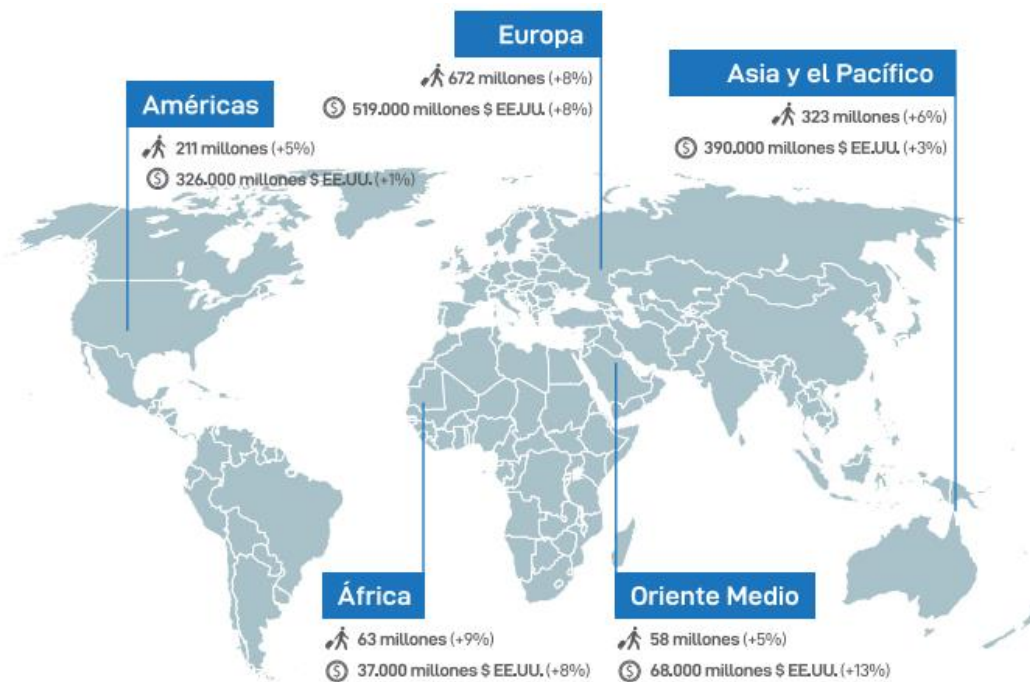 Europa
672 millones (+8%)
519.000 millones $ EE.UU. (+8%)
Asia y el Pacífico
323 millones (+6%)
390.000 millones $ EE.UU. (+3%)
Américas
211 millones (+5%)
326.000 millones $ EE.UU. (+1%)
África
63 millones (+9%)
37.000 millones $ EE.UU. (+8%)
Oriente Medio
58 millones (+5%)
68.000 millones $ EE.UU. (+13%)